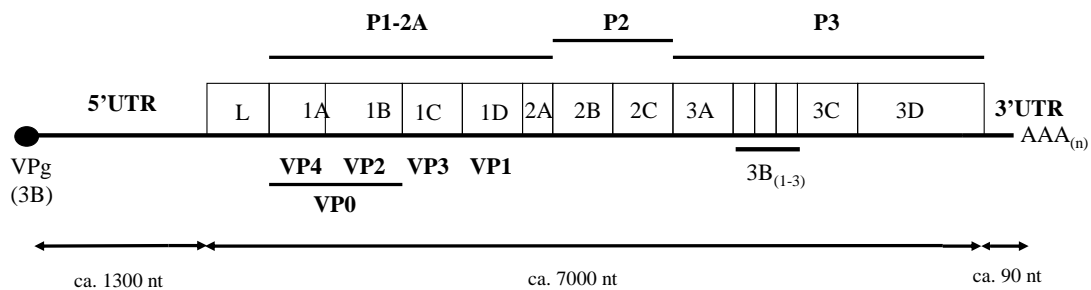 P1-2A P2 P3
5’UTR L 1A 1B 1C 1D 2A 2B 2C 3A 3C 3D 3’UTR
VPg AAA(n)
(3B) VP4 VP2 VP3 VP1 3B(1-3)
VP0
ca. 1300 nt ca. 7000 nt ca. 90 nt